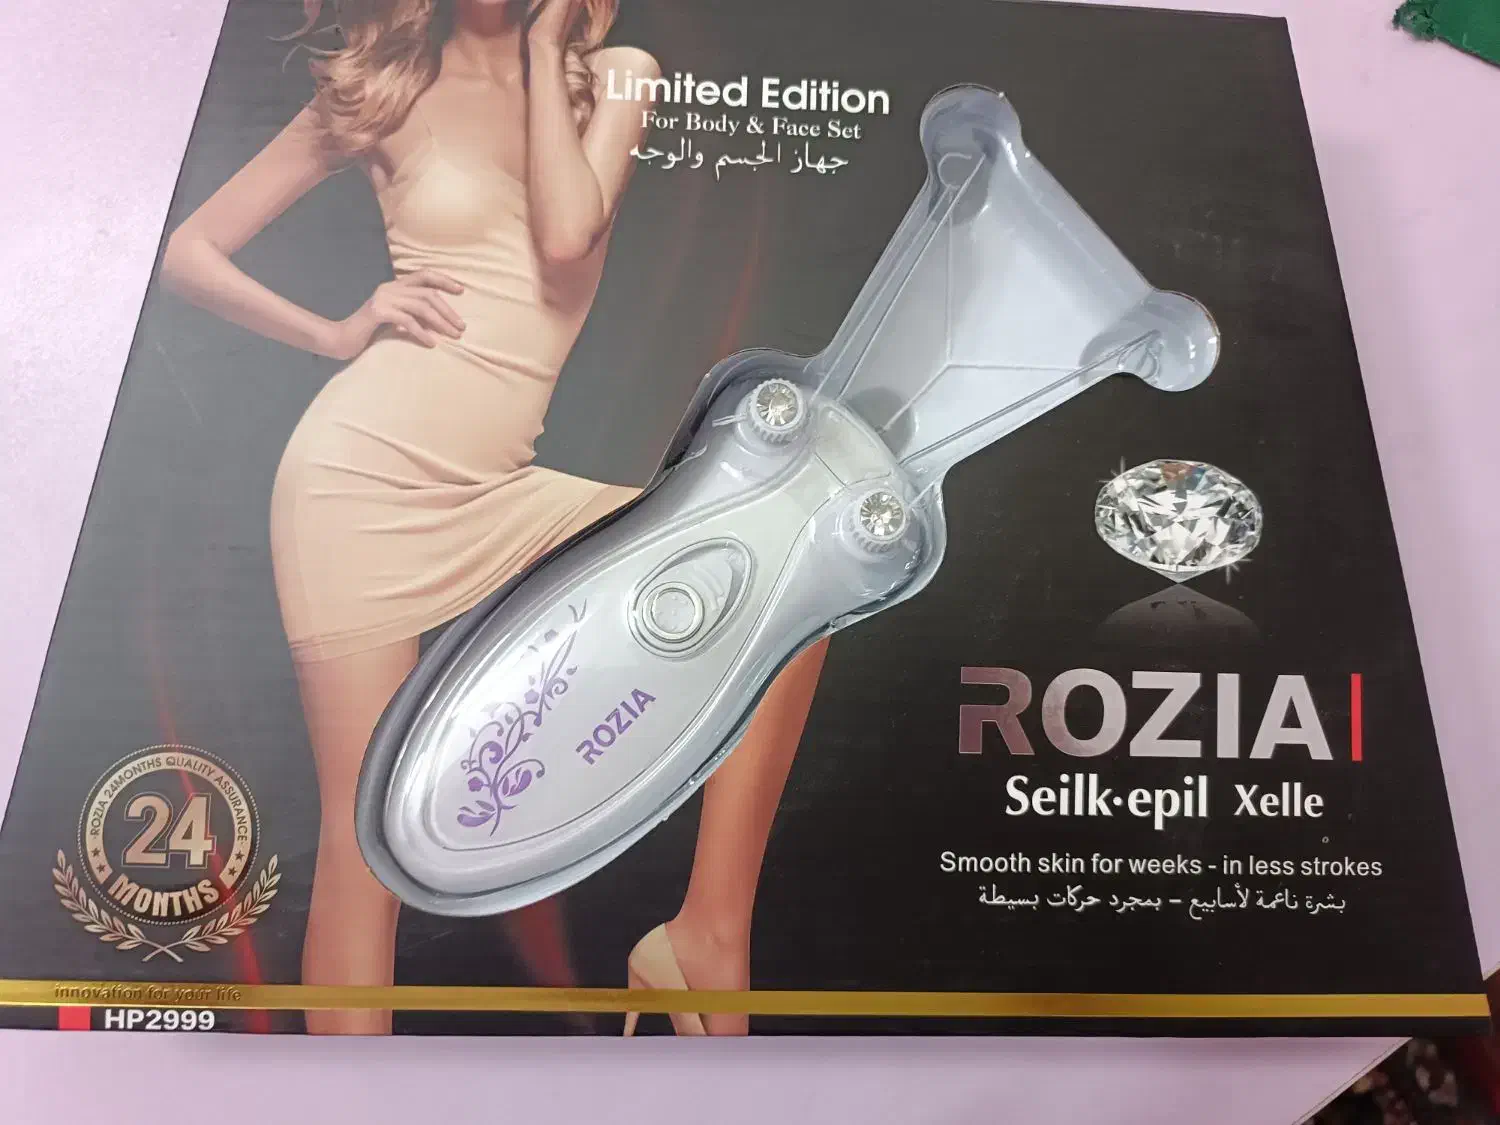 Limited Edition
For Body & Face Set
جهاز الجسم والوجه
ROZIA
ROZIA
Seilk·epil Xelle
Smooth skin for weeks - in less strokes
بشرة ناعمة لأسابيع - بمجرد حركات بسيطة
ROZIA 24MONTHS QUALITY ASSURANCE
24
MONTHS
innovation for your life
HP2999